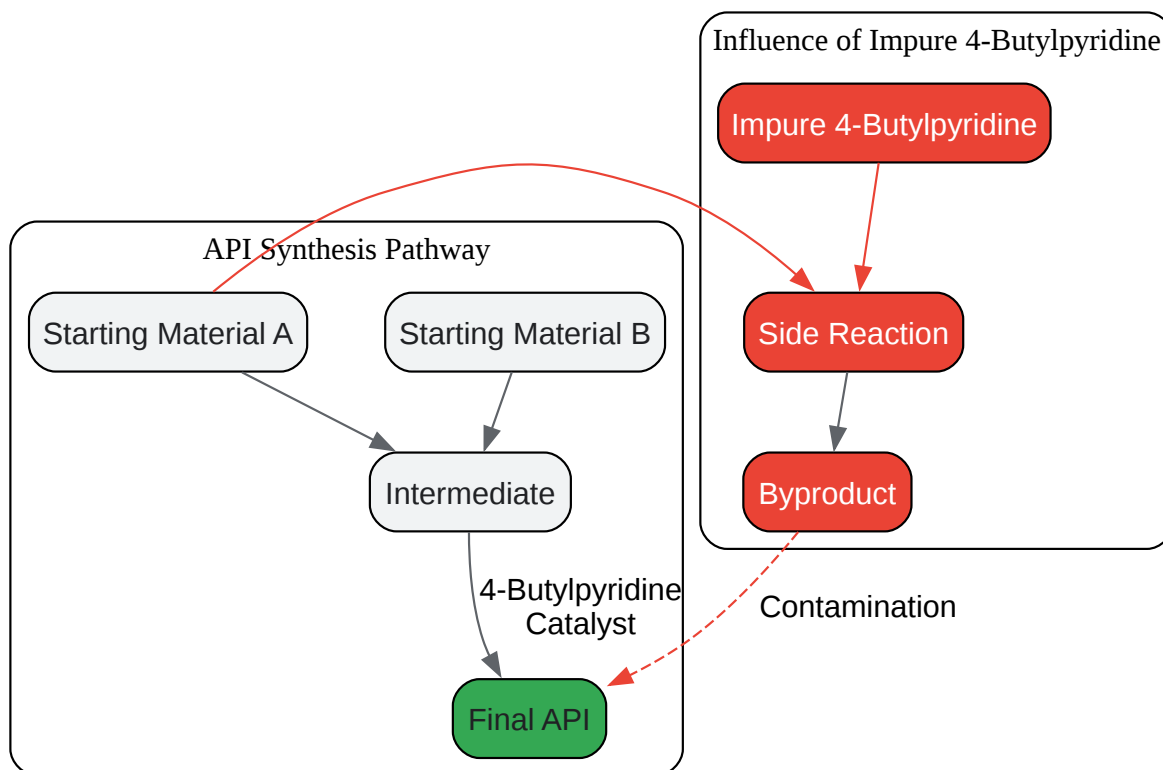 Influence of Impure 4-Butylpyridine
Impure 4-Butylpyridine
API Synthesis Pathway
Starting Material A
Starting Material B
Side Reaction
Intermediate
Byproduct
4-Butylpyridine
Catalyst
Contamination
Final API